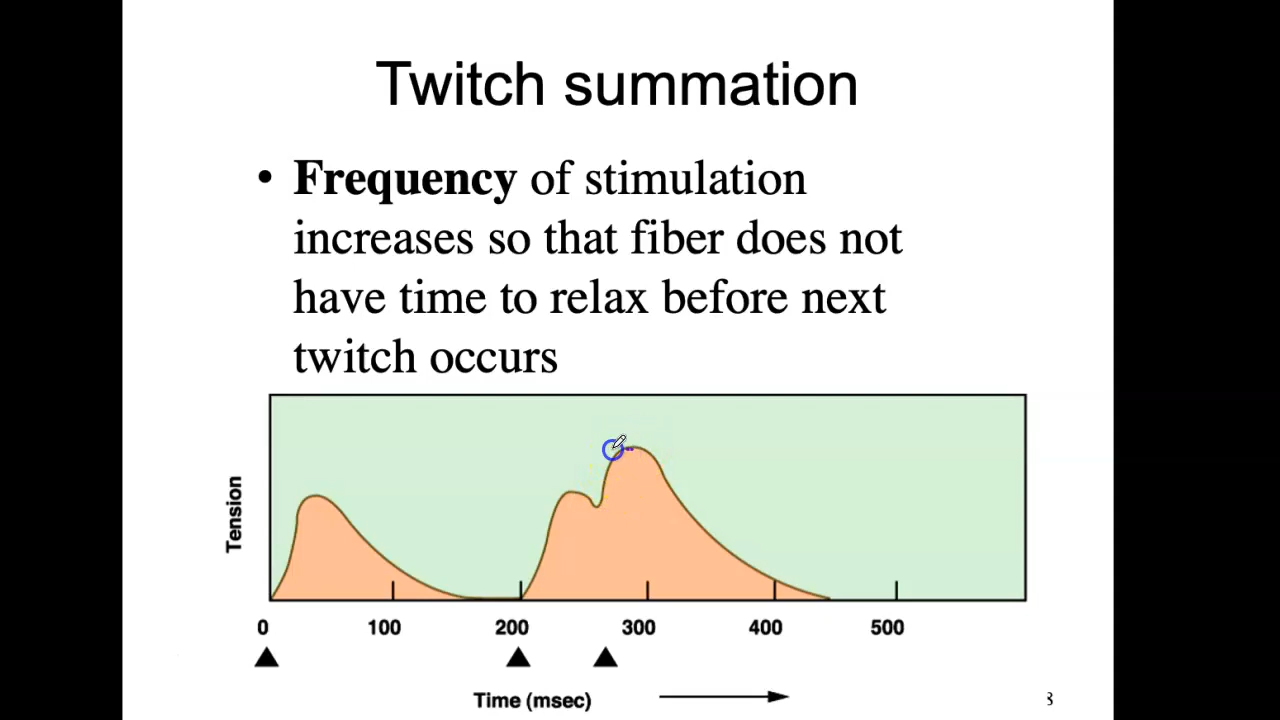 Twitch summation
• Frequency of stimulation
increases so that fiber does not
have time to relax before next
twitch occurs
Tension
0 100 200 300 400 500
Time (msec)